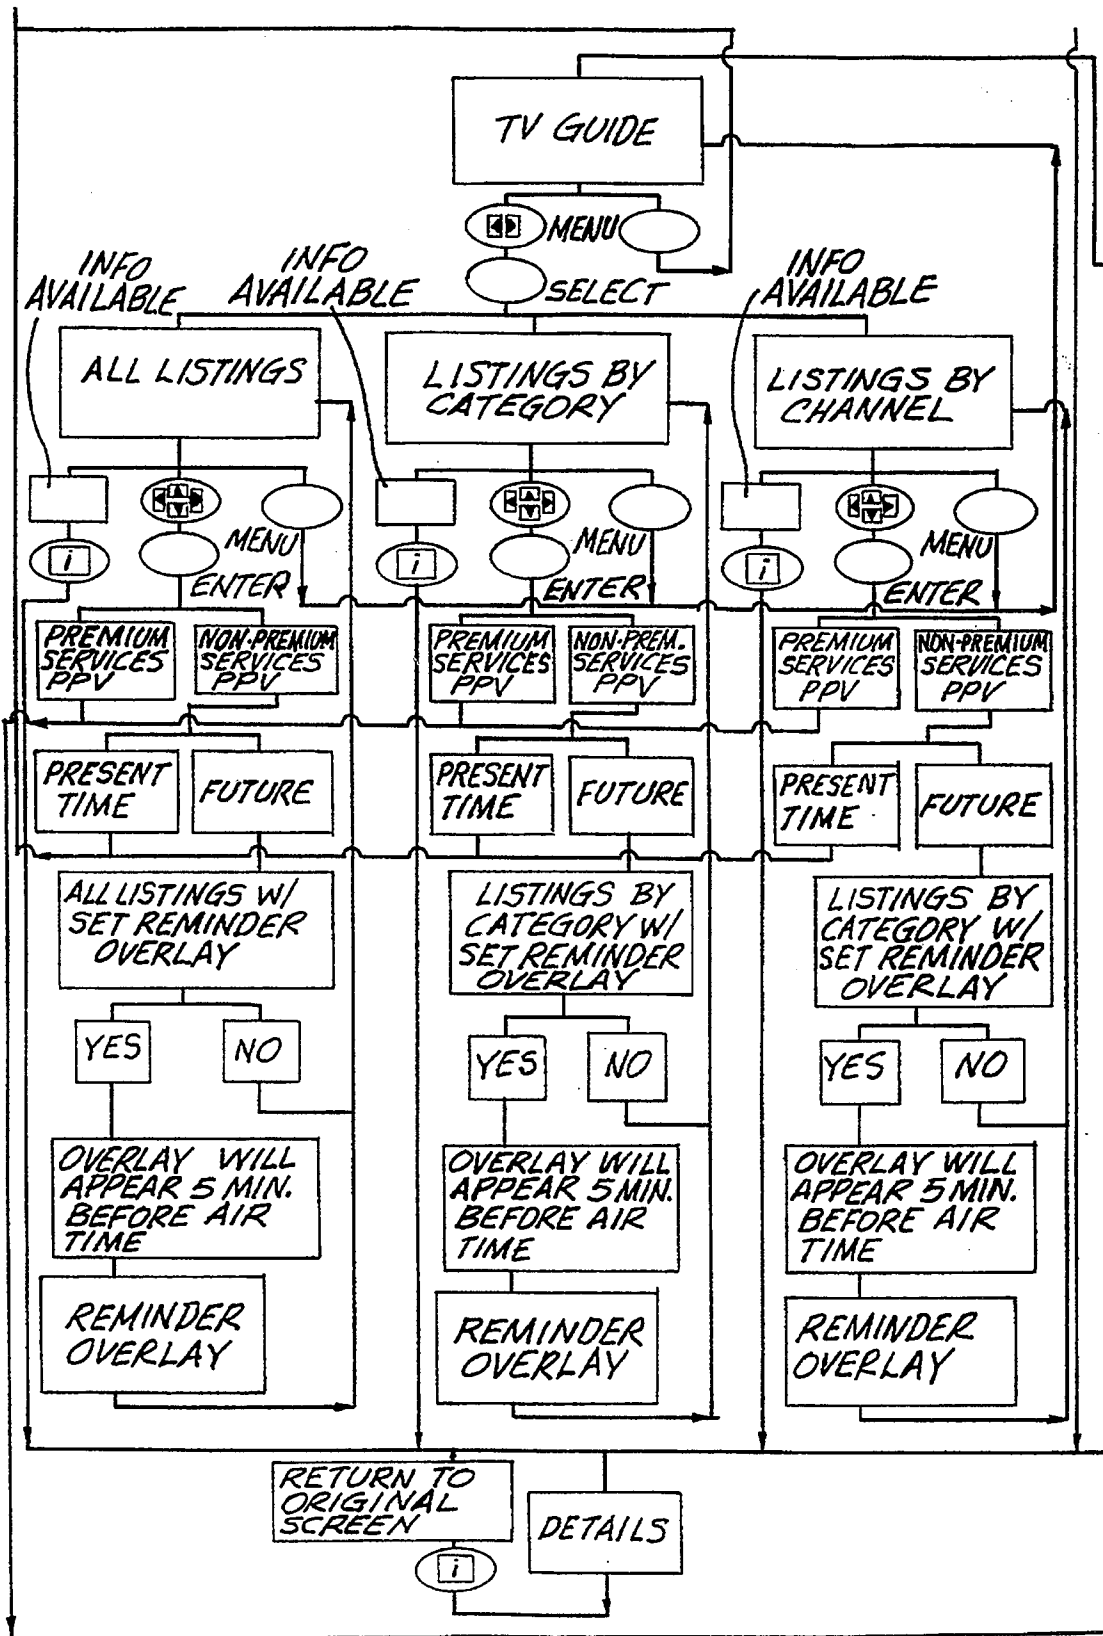 TV GUIDE
MENU
SELECT
INFO
AVAILABLE
INFO
AVAILABLE
INFO
AVAILABLE
ALL LISTINGS
LISTINGS BY
CATEGORY
LISTINGS BY
CHANNEL
i
MENU
ENTER
i
MENU
ENTER
i
MENU
ENTER
PREMIUM
SERVICES
PPV
NON-PREMIUM
SERVICES
PPV
PREMIUM
SERVICES
PPV
NON-PREM.
SERVICES
PPV
PREMIUM
SERVICES
PPV
NON-PREMIUM
SERVICES
PPV
PRESENT
TIME
FUTURE
PRESENT
TIME
FUTURE
PRESENT
TIME
FUTURE
ALL LISTINGS W/
SET REMINDER
OVERLAY
LISTINGS BY
CATEGORY W/
SET REMINDER
OVERLAY
LISTINGS BY
CATEGORY W/
SET REMINDER
OVERLAY
YES
NO
YES
NO
YES
NO
OVERLAY WILL
APPEAR 5 MIN.
BEFORE AIR
TIME
OVERLAY WILL
APPEAR 5 MIN.
BEFORE AIR
TIME
OVERLAY WILL
APPEAR 5 MIN.
BEFORE AIR
TIME
REMINDER
OVERLAY
REMINDER
OVERLAY
REMINDER
OVERLAY
RETURN TO
ORIGINAL
SCREEN
i
DETAILS